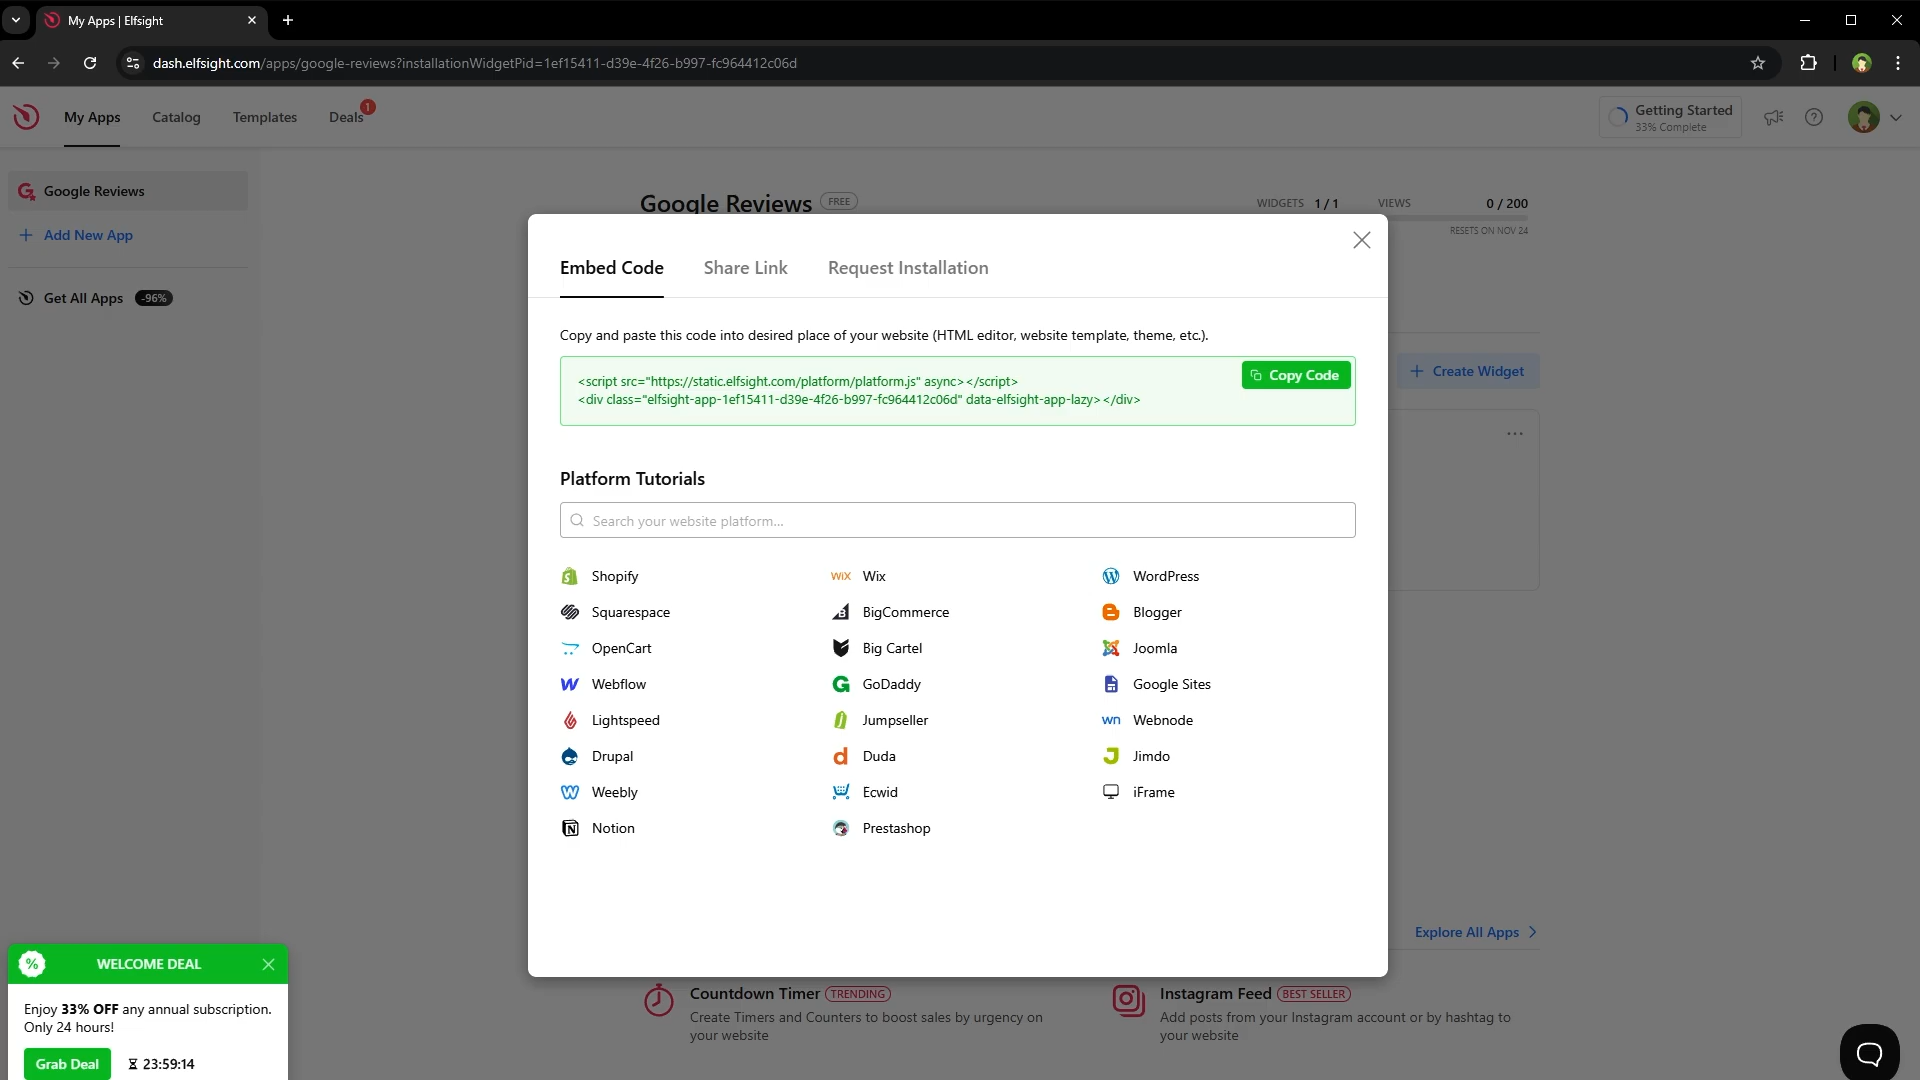 My Apps | Elfsight
dash.elfsight.com/apps/google-reviews?installationWidgetPid=1ef15411-d39e-4f26-b997-fc964412c06d
My Apps
Catalog
Templates
Deals
1
Getting Started
33% Complete
Google Reviews
Add New App
Get All Apps
-96%
Google Reviews
FREE
WIDGETS 1 / 1
VIEWS 0 / 200
RESETS ON NOV 24
Embed Code
Share Link
Request Installation
Copy and paste this code into desired place of your website (HTML editor, website template, theme, etc.).
<script src="https://static.elfsight.com/platform/platform.js" async></script>
<div class="elfsight-app-1ef15411-d39e-4f26-b997-fc964412c06d" data-elfsight-app-lazy></div>
Copy Code
Create Widget
Platform Tutorials
Search your website platform...
Shopify
WiX Wix
WordPress
Squarespace
BigCommerce
Blogger
OpenCart
Big Cartel
Joomla
Webflow
GoDaddy
Google Sites
Lightspeed
Jumpseller
wn Webnode
Drupal
Duda
Jimdo
Weebly
Ecwid
iFrame
Notion
Prestashop
Explore All Apps
Countdown Timer TRENDING
Create Timers and Counters to boost sales by urgency on
your website
Instagram Feed BEST SELLER
Add posts from your Instagram account or by hashtag to
your website
% WELCOME DEAL
Enjoy 33% OFF any annual subscription.
Only 24 hours!
Grab Deal
23:59:14